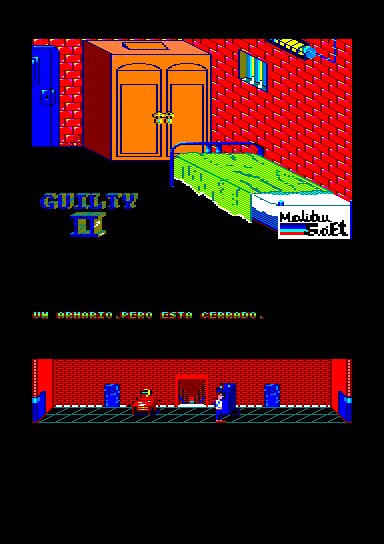 GUILTY
II
Malibu
Soft
UN ARMARIO.PERO ESTA CERRADO.